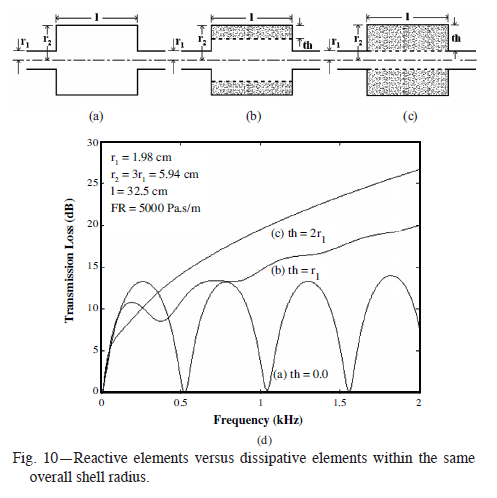 l
l
l
r₁
r₂
r₁
r₂
th
r₁
r₂
th
(a)
(b)
(c)
Transmission Loss (dB)
30
25
20
15
10
5
0
r₁ = 1.98 cm
r₂ = 3r₁ = 5.94 cm
l = 32.5 cm
FR = 5000 Pa.s/m
(c) th = 2r₁
(b) th = r₁
(a) th = 0.0
0
0.5
1
1.5
2
Frequency (kHz)
(d)
Fig. 10—Reactive elements versus dissipative elements within the same
overall shell radius.